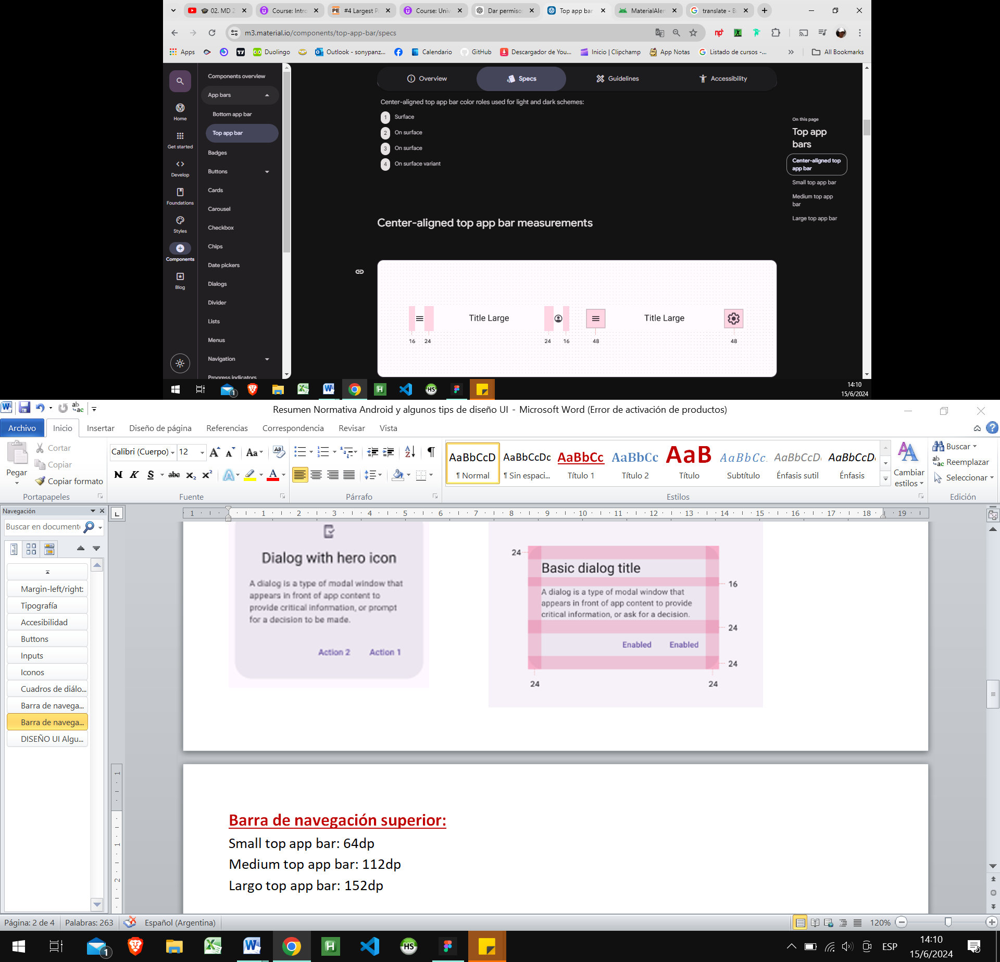 02. MD 2
Course: Intro
#4 Largest P
Course: Univ
Dar permiso
Top app bar
MaterialAler
translate - B
m3.material.io/components/top-app-bar/specs
Apps
Duolingo
Outlook - sonypanz...
Calendario
GitHub
Descargador de You...
Inicio | Clipchamp
App Notas
Listado de cursos -...
»
All Bookmarks
Home
Get started
Develop
Foundations
Styles
Components
Blog
Components overview
App bars
Bottom app bar
Top app bar
Badges
Buttons
Cards
Carousel
Checkbox
Chips
Date pickers
Dialogs
Divider
Lists
Menus
Navigation
Progress indicators
Overview
Specs
Guidelines
Accessibility
Center-aligned top app bar color roles used for light and dark schemes:
1 Surface
2 On surface
3 On surface
4 On surface variant
Center-aligned top app bar measurements
Title Large
16 24 24 16
Title Large
48 48
On this page
Top app
bars
Center-aligned top
app bar
Small top app bar
Medium top app
bar
Large top app bar
14:10
15/6/2024
Resumen Normativa Android y algunos tips de diseño UI - Microsoft Word (Error de activación de productos)
Archivo
Inicio
Insertar
Diseño de página
Referencias
Correspondencia
Revisar
Vista
Pegar
Cortar
Copiar
Copiar formato
Portapapeles
Calibri (Cuerpo)
12
Fuente
Párrafo
AaBbCcD
¶ Normal
AaBbCcDc
¶ Sin espaci...
AaBbCc
Título 1
AaBbCc
Título 2
AaB
Título
AaBbCc.
Subtítulo
AaBbCcDc
Énfasis sutil
AaBbCcDc
Énfasis
Estilos
Cambiar
estilos
Buscar
Reemplazar
Seleccionar
Edición
Navegación
Buscar en document
Margin-left/right:
Tipografía
Accesibilidad
Buttons
Inputs
Iconos
Cuadros de diálo...
Barra de navega...
Barra de navega...
DISEÑO UI Algu...
1 1 2 3 4 5 6 7 8 9 10 11 12 13 14 15 16 17 18 19
Dialog with hero icon
A dialog is a type of modal window that
appears in front of app content to
provide critical information, or prompt
for a decision to be made.
Action 2 Action 1
24
Basic dialog title
16
A dialog is a type of modal window that
appears in front of app content to provide
critical information, or ask for a decision.
24
Enabled Enabled
24
24 24
1
1
2
Barra de navegación superior:
Small top app bar: 64dp
Medium top app bar: 112dp
Largo top app bar: 152dp
Página: 2 de 4
Palabras: 263
Español (Argentina)
120%
ESP
14:10
15/6/2024